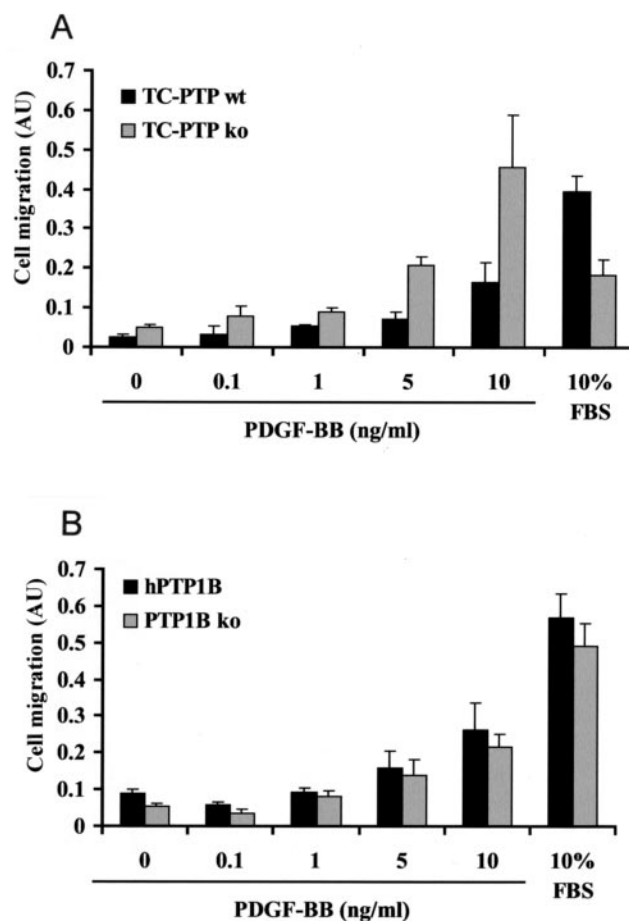 A
0.7
TC-PTP wt
0.6
TC-PTP ko
0.5
0.4
0.3
0.2
0.1
0
Cell migration (AU)
0 0.1 1 5 10 10%
FBS
PDGF-BB (ng/ml)
B
0.7
hPTP1B
0.6
PTP1B ko
0.5
0.4
0.3
0.2
0.1
0
Cell migration (AU)
0 0.1 1 5 10 10%
FBS
PDGF-BB (ng/ml)